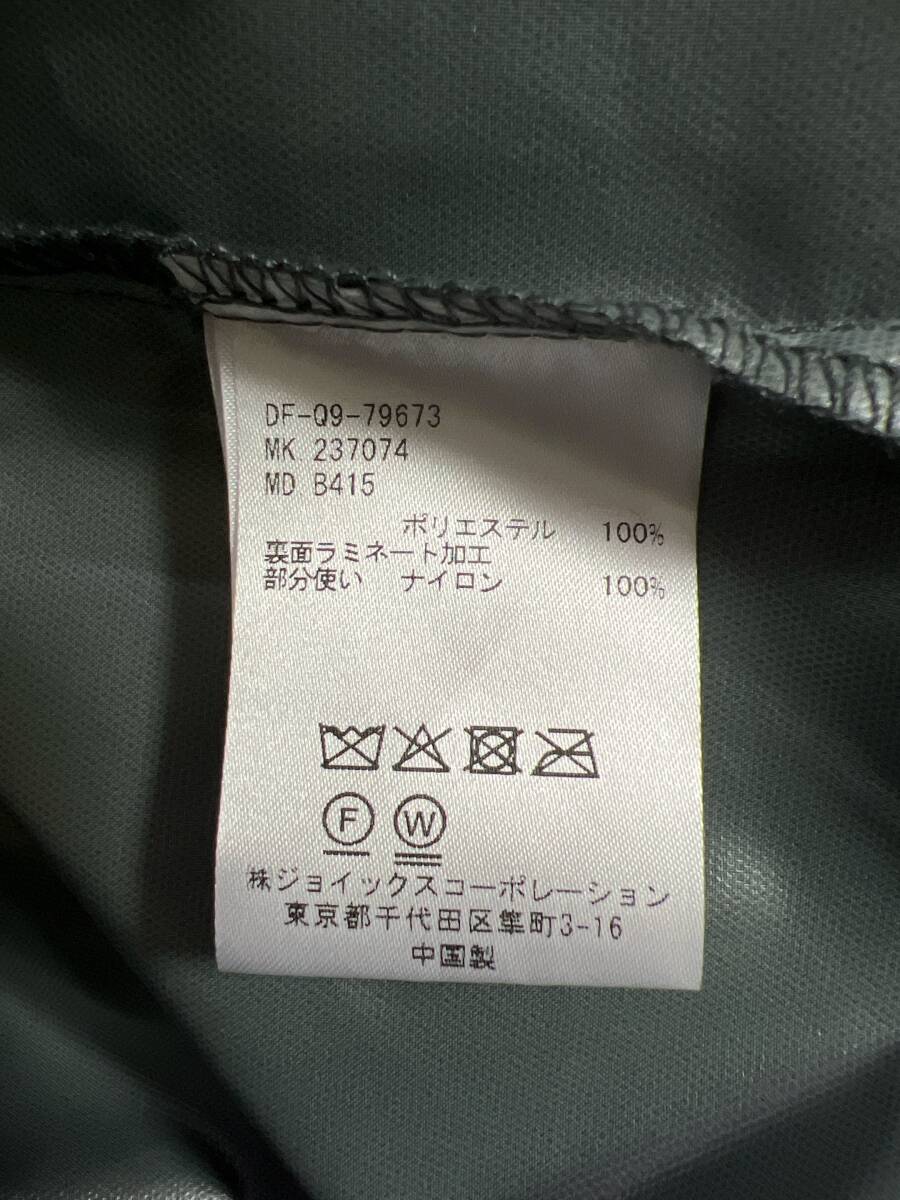 DF-Q9-79673
MK 237074
MD B415
ポリエステル 100%
裏面ラミネート加工
部分使い ナイロン 100%
F W
㈱ジョイックスコーポレーション
東京都千代田区隼町3-16
中国製